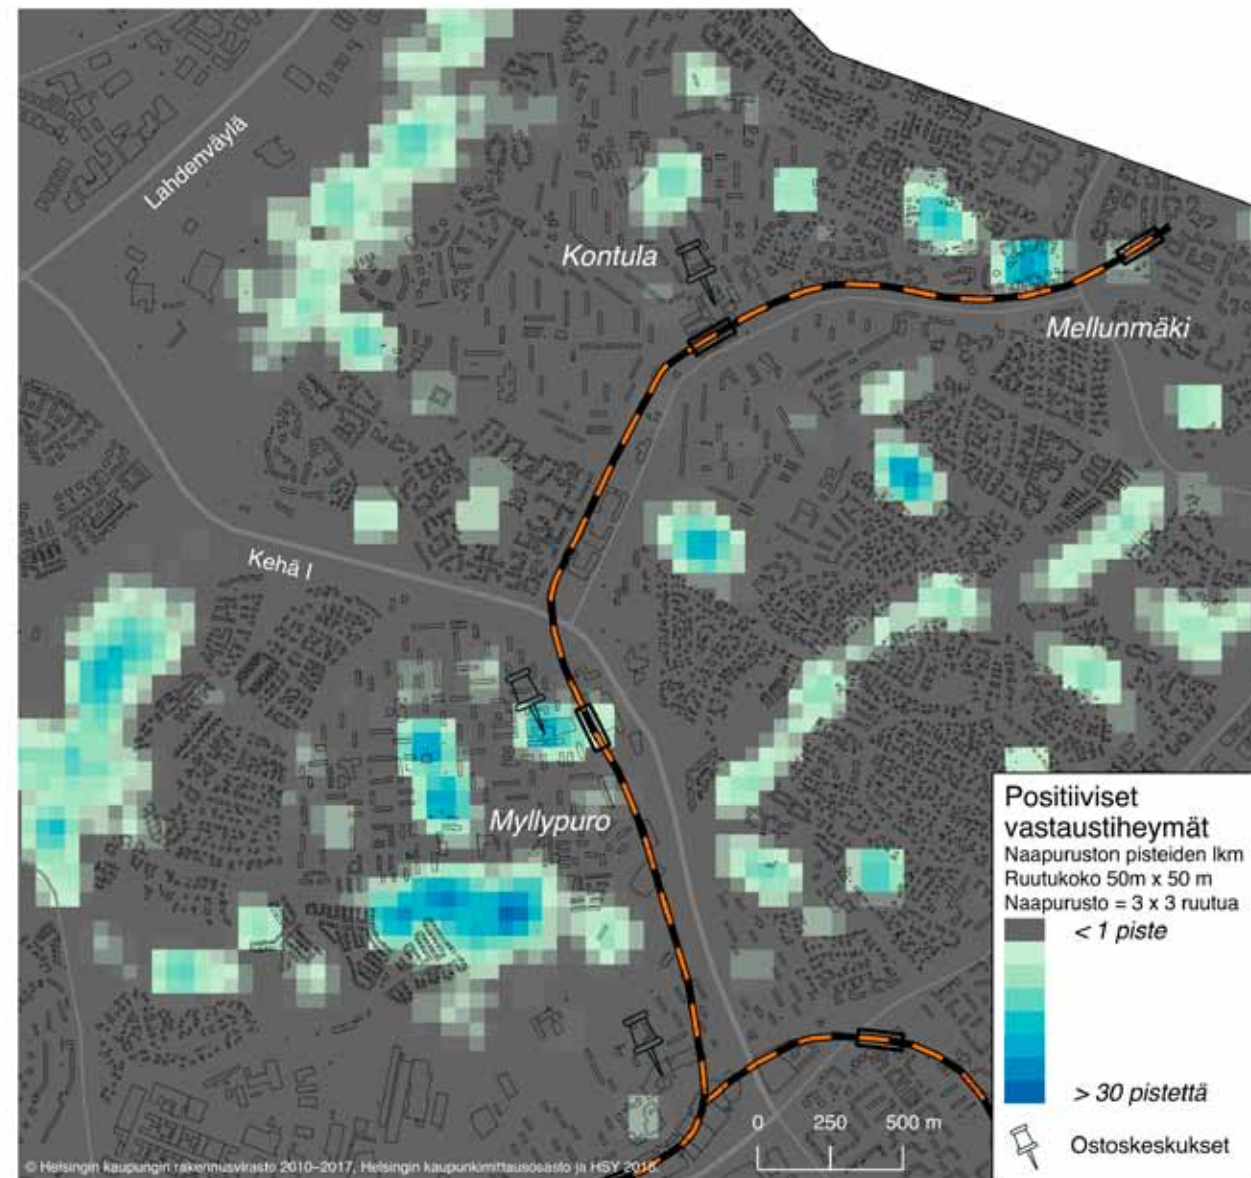 Lahdenväylä
Kontula
Mellunmäki
Kehä I
Myllypuro
Positiiviset
vastaustiheymät
Naapuruston pisteiden lkm
Ruutukoko 50m x 50 m
Naapurusto = 3 x 3 ruutua
< 1 piste
> 30 pistettä
Ostoskeskukset
0 250 500 m
© Helsingin kaupungin rakennusvirasto 2010–2017, Helsingin kaupunkimittausosasto ja HSY 2018.